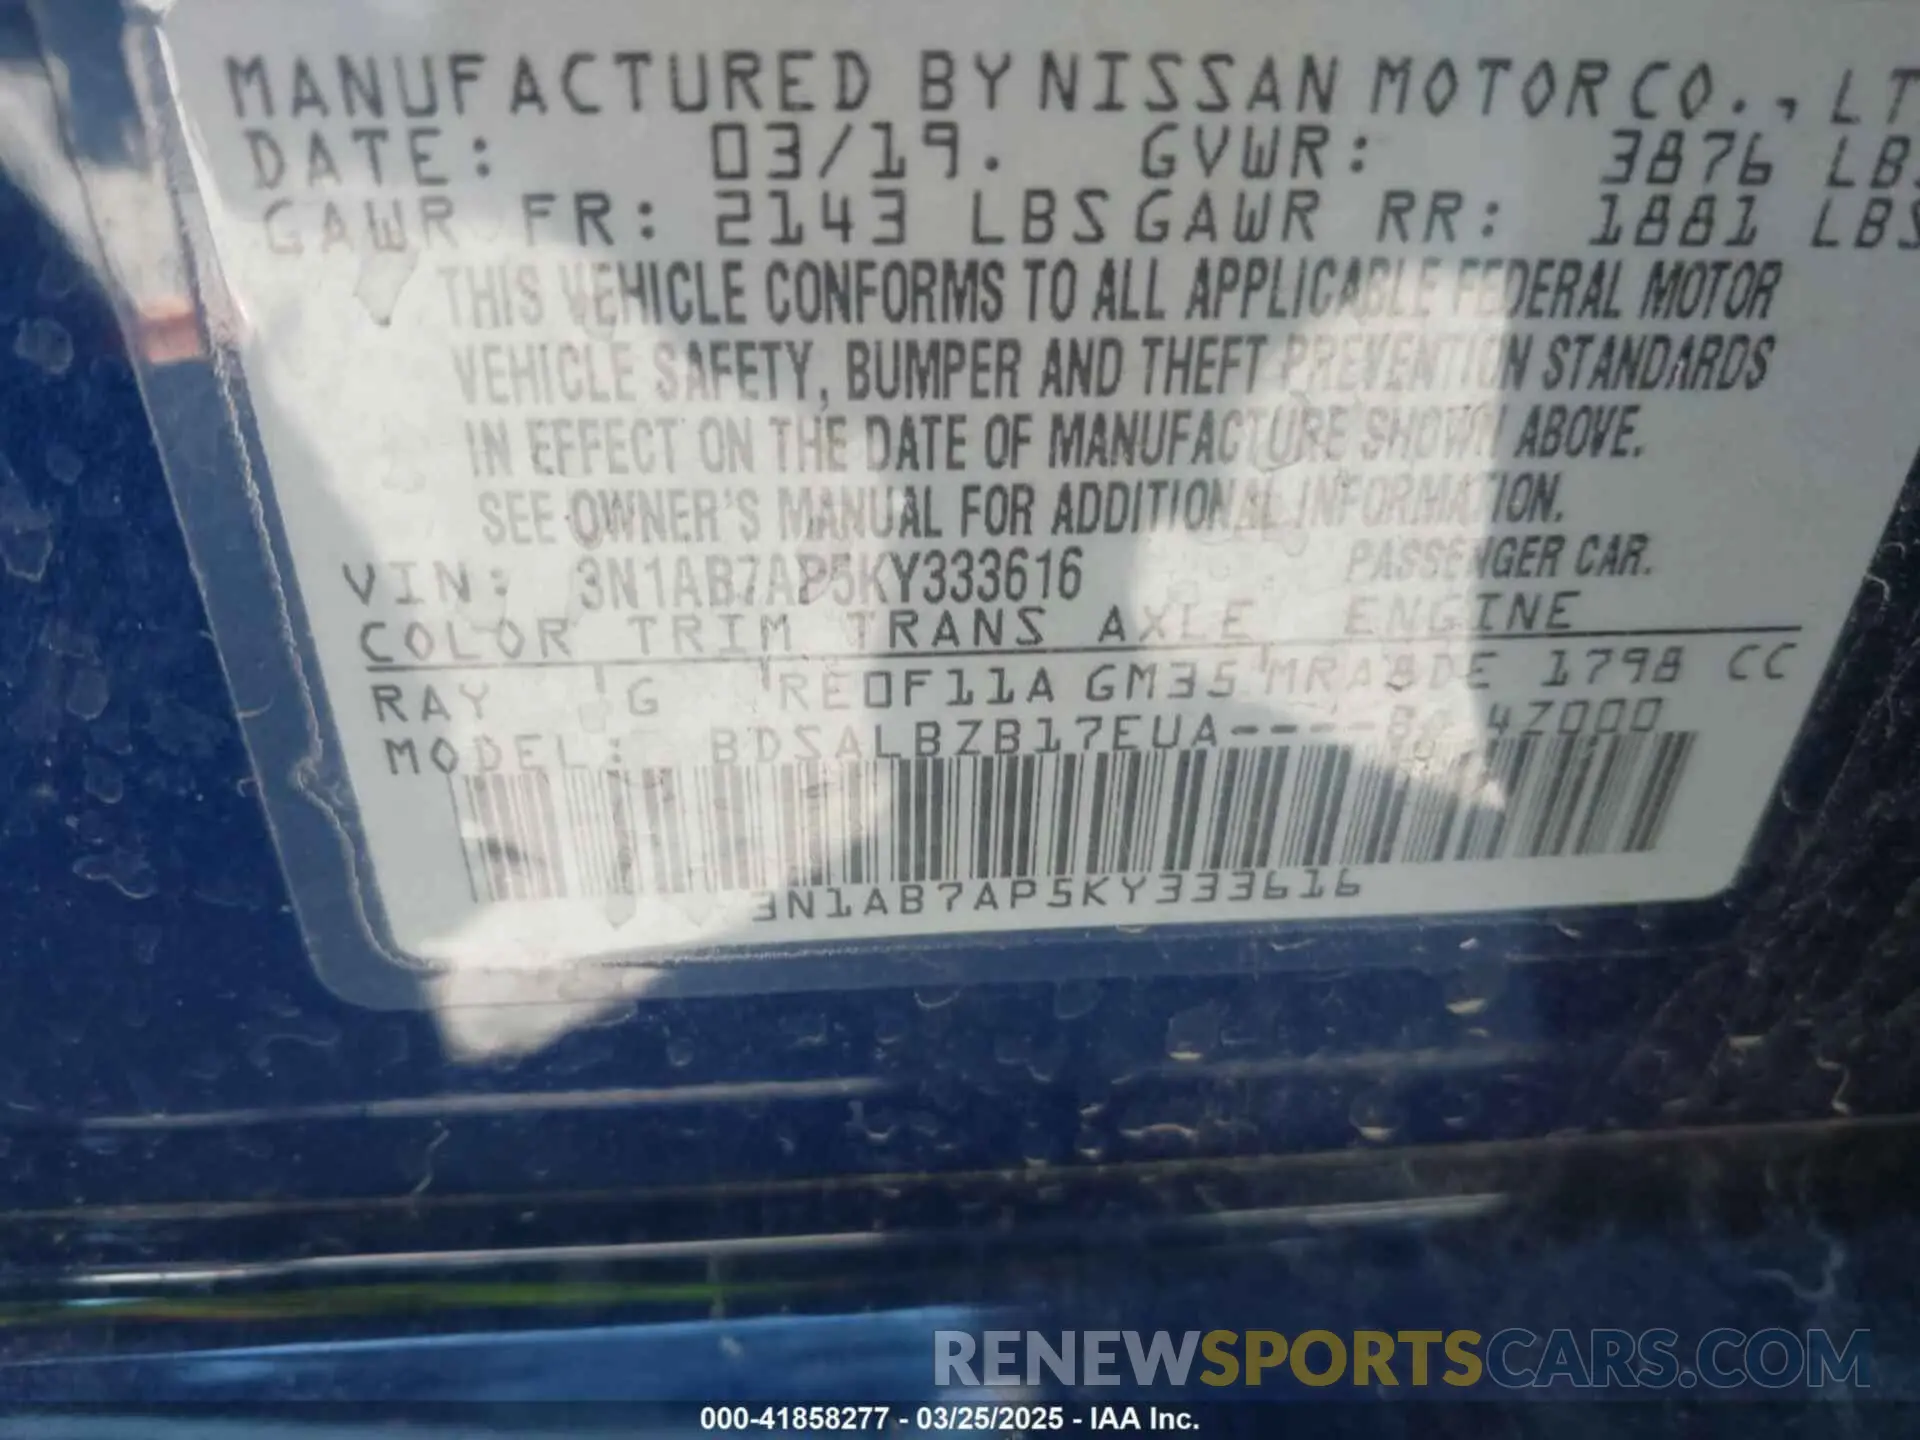 MANUFACTURED BY NISSAN MOTOR CO., LT
DATE: 03/19. GVWR: 3876 LBS
GAWR FR: 2143 LBS GAWR RR: 1881 LBS
THIS VEHICLE CONFORMS TO ALL APPLICABLE FEDERAL MOTOR
VEHICLE SAFETY, BUMPER AND THEFT PREVENTION STANDARDS
IN EFFECT ON THE DATE OF MANUFACTURE SHOWN ABOVE.
SEE OWNER'S MANUAL FOR ADDITIONAL INFORMATION.
VIN: 3N1AB7AP5KY333616 PASSENGER CAR.
COLOR TRIM TRANS AXLE ENGINE
RAY G RE0F11A GM35 MRA8DE 1798 CC
MODEL: BDSALBZB17EUA----
3N1AB7AP5KY333616
RENEWSPORTSCARS.COM
000-41858277 - 03/25/2025 - IAA Inc.